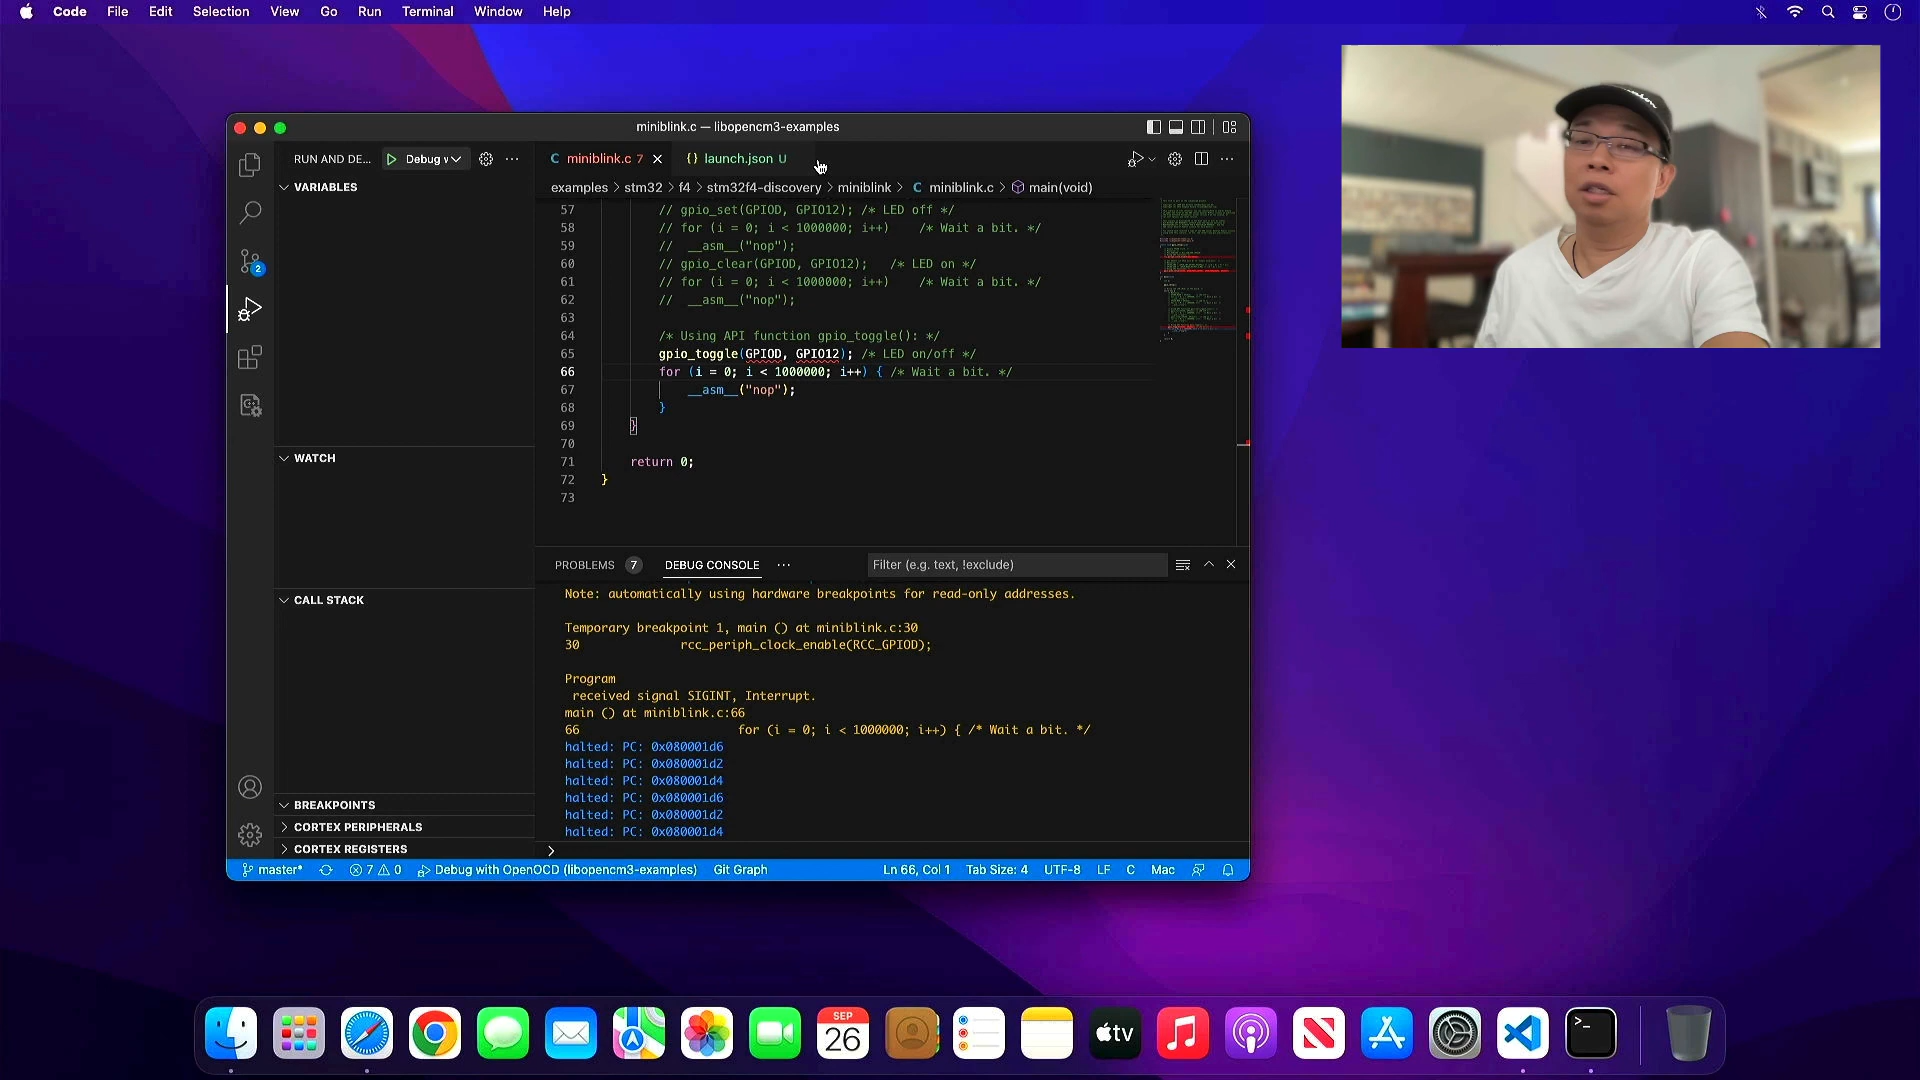 Code File Edit Selection View Go Run Terminal Window Help
miniblink.c — libopencm3-examples
RUN AND DE... Debug
miniblink.c 7
{} launch.json U
VARIABLES
examples > stm32 > f4 > stm32f4-discovery > miniblink > C miniblink.c > main(void)
57 // gpio_set(GPIOD, GPIO12); /* LED off */
58 // for (i = 0; i < 1000000; i++) /* Wait a bit. */
59 // __asm__("nop");
60 // gpio_clear(GPIOD, GPIO12); /* LED on */
61 // for (i = 0; i < 1000000; i++) /* Wait a bit. */
62 // __asm__("nop");
63
64 /* Using API function gpio_toggle(): */
65 gpio_toggle(GPIOD, GPIO12); /* LED on/off */
66 for (i = 0; i < 1000000; i++) { /* Wait a bit. */
67 __asm__("nop");
68 }
69 }
70
71 return 0;
72 }
73
2
WATCH
CALL STACK
BREAKPOINTS
CORTEX PERIPHERALS
CORTEX REGISTERS
PROBLEMS 7 DEBUG CONSOLE ... Filter (e.g. text, !exclude)
Note: automatically using hardware breakpoints for read-only addresses.
Temporary breakpoint 1, main () at miniblink.c:30
30 rcc_periph_clock_enable(RCC_GPIOD);
Program
received signal SIGINT, Interrupt.
main () at miniblink.c:66
66 for (i = 0; i < 1000000; i++) { /* Wait a bit. */
halted: PC: 0x080001d6
halted: PC: 0x080001d2
halted: PC: 0x080001d4
halted: PC: 0x080001d6
halted: PC: 0x080001d2
halted: PC: 0x080001d4
>
master* 7 0 Debug with OpenOCD (libopencm3-examples) Git Graph Ln 66, Col 1 Tab Size: 4 UTF-8 LF C Mac
SEP
26
tv
>_